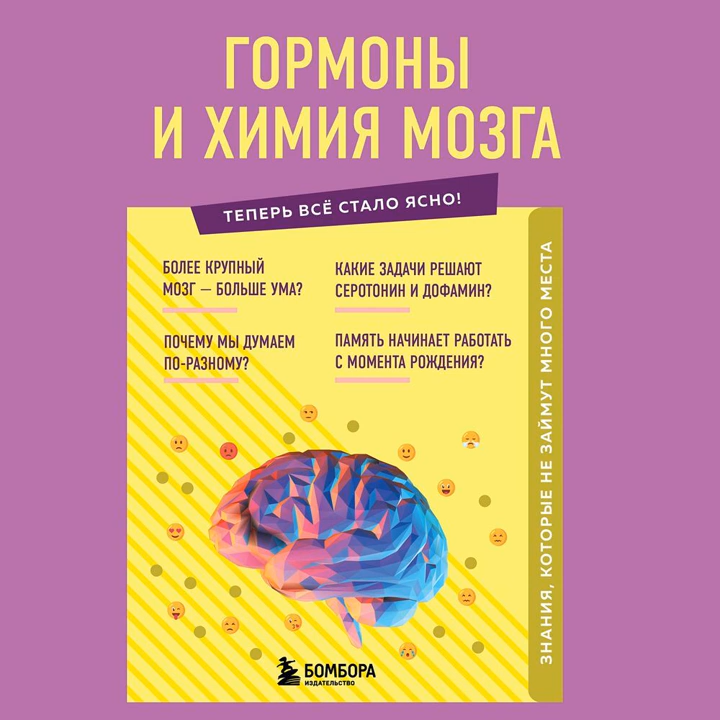 ГОРМОНЫ
И ХИМИЯ МОЗГА
ТЕПЕРЬ ВСЁ СТАЛО ЯСНО!
БОЛЕЕ КРУПНЫЙ
МОЗГ — БОЛЬШЕ УМА?
КАКИЕ ЗАДАЧИ РЕШАЮТ
СЕРОТОНИН И ДОФАМИН?
ПОЧЕМУ МЫ ДУМАЕМ
ПО-РАЗНОМУ?
ПАМЯТЬ НАЧИНАЕТ РАБОТАТЬ
С МОМЕНТА РОЖДЕНИЯ?
ЗНАНИЯ, КОТОРЫЕ НЕ ЗАЙМУТ МНОГО МЕСТА
БОМБОРА
ИЗДАТЕЛЬСТВО